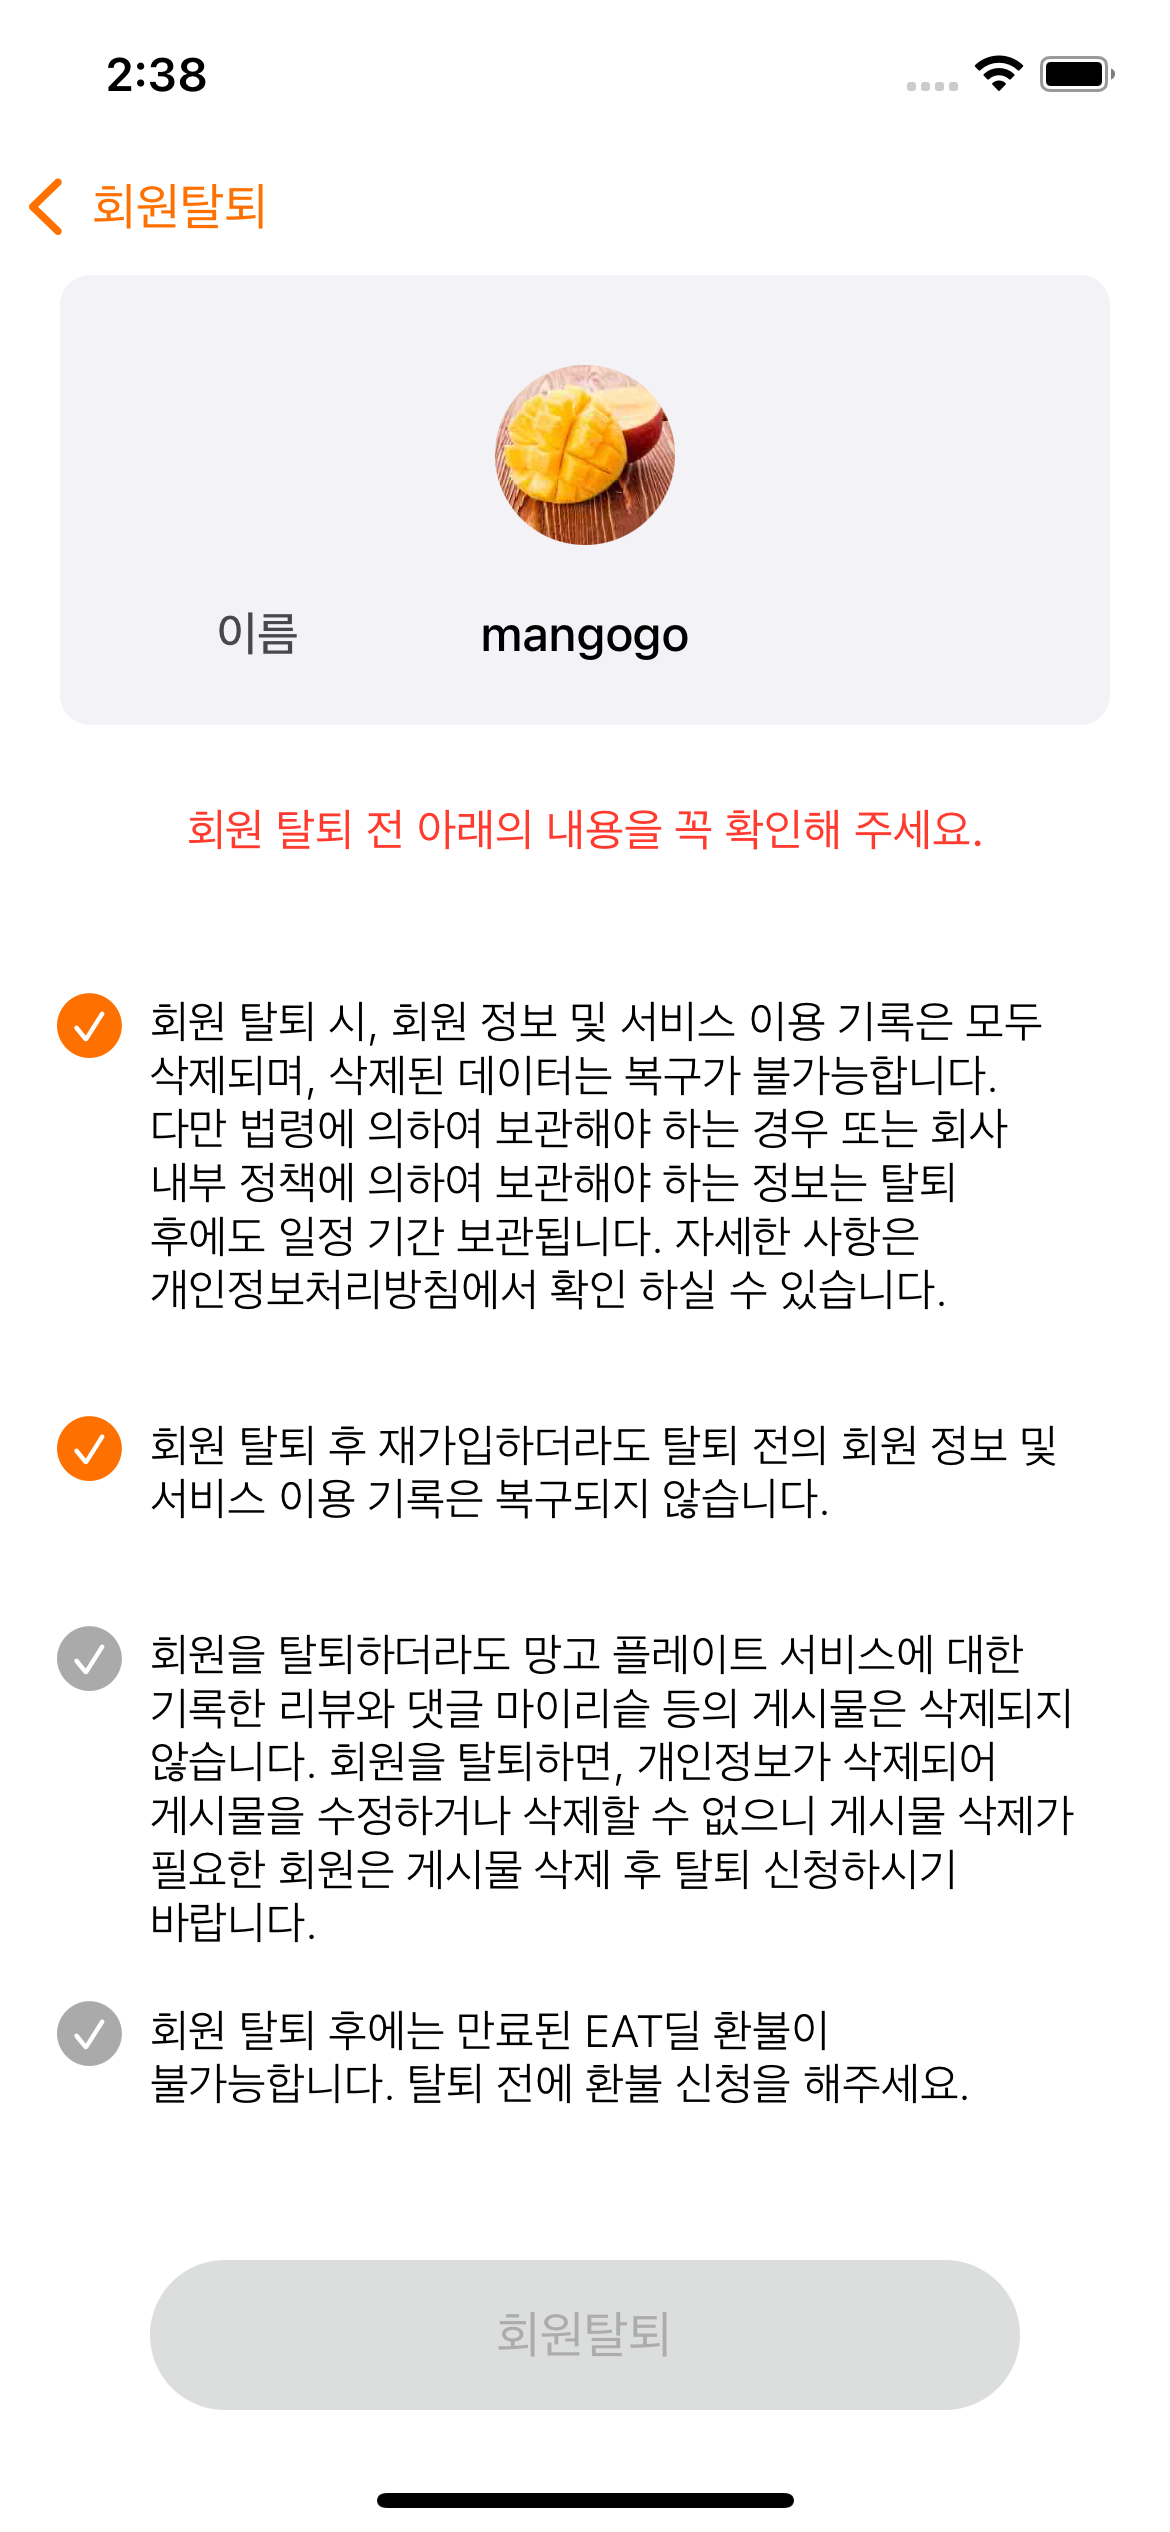 2:38
회원탈퇴
이름 mangogo
회원 탈퇴 전 아래의 내용을 꼭 확인해 주세요.
회원 탈퇴 시, 회원 정보 및 서비스 이용 기록은 모두
삭제되며, 삭제된 데이터는 복구가 불가능합니다.
다만 법령에 의하여 보관해야 하는 경우 또는 회사
내부 정책에 의하여 보관해야 하는 정보는 탈퇴
후에도 일정 기간 보관됩니다. 자세한 사항은
개인정보처리방침에서 확인 하실 수 있습니다.
회원 탈퇴 후 재가입하더라도 탈퇴 전의 회원 정보 및
서비스 이용 기록은 복구되지 않습니다.
회원을 탈퇴하더라도 망고 플레이트 서비스에 대한
기록한 리뷰와 댓글 마이리슽 등의 게시물은 삭제되지
않습니다. 회원을 탈퇴하면, 개인정보가 삭제되어
게시물을 수정하거나 삭제할 수 없으니 게시물 삭제가
필요한 회원은 게시물 삭제 후 탈퇴 신청하시기
바랍니다.
회원 탈퇴 후에는 만료된 EAT딜 환불이
불가능합니다. 탈퇴 전에 환불 신청을 해주세요.
회원탈퇴